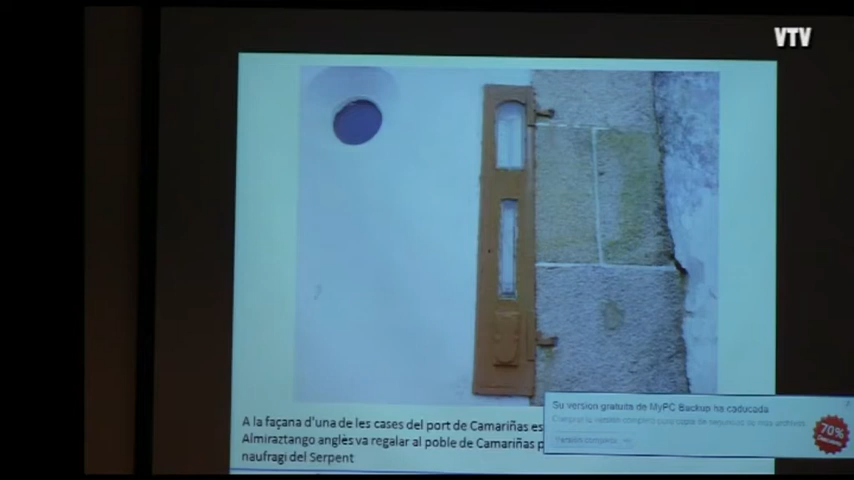 VTV
A la façana d'una de les cases del port de Camariñas es
Almiraztango anglès va regalar al poble de Camariñas p
naufragi del Serpent
Su version gratuita de MyPC Backup ha caducada
70%